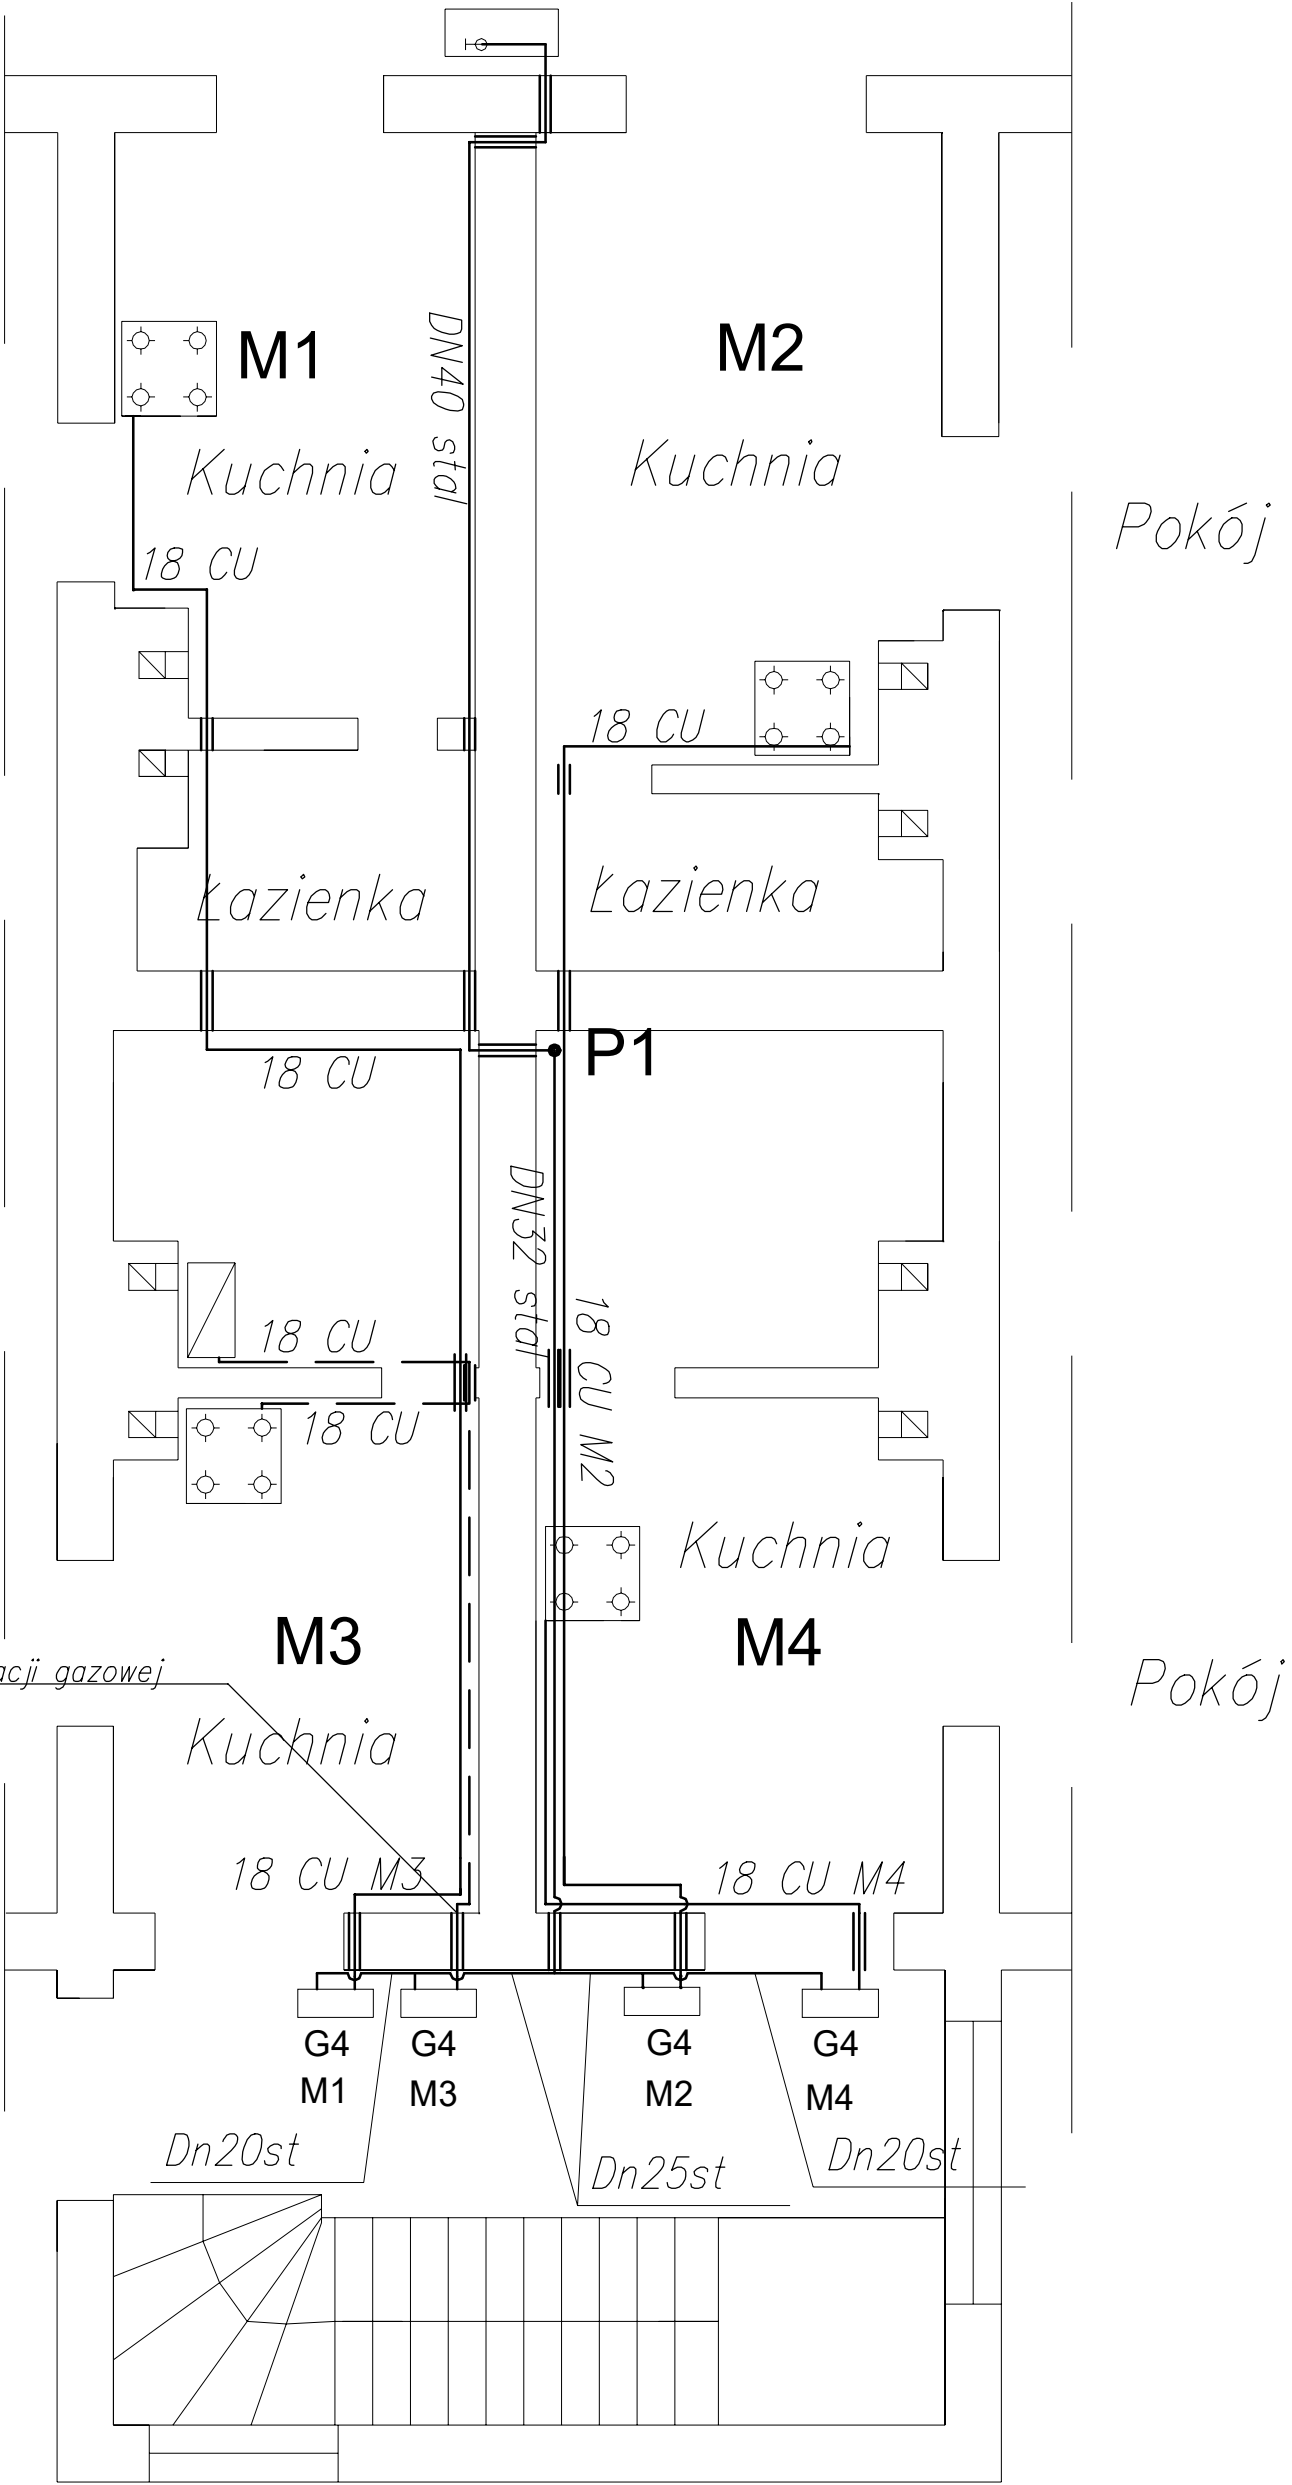 M1
M2
DN40 stal
Kuchnia
Kuchnia
Pokój
18 CU
18 CU
Łazienka
Łazienka
P1
18 CU
DN32 stal
18 CU M2
18 CU
18 CU
Kuchnia
M3
M4
acji gazowej
Pokój
Kuchnia
18 CU M3
18 CU M4
G4
M1
G4
M3
G4
M2
G4
M4
Dn20st
Dn25st
Dn20st